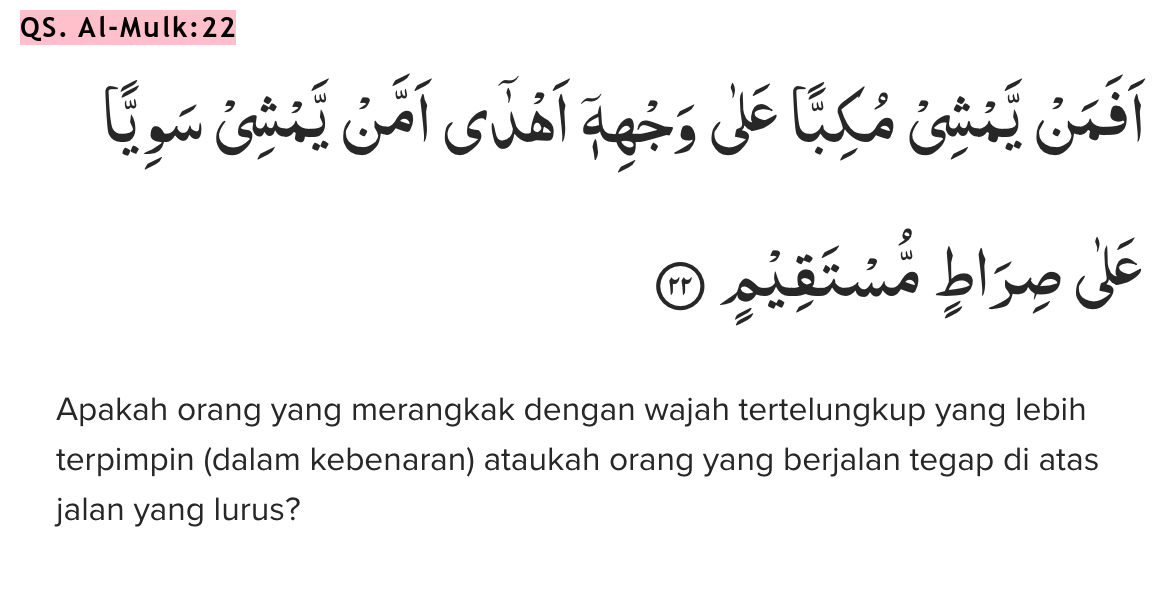 QS. Al-Mulk:22
اَفَمَنْ يَّمْشِيْ مُكِبًّا عَلٰى وَجْهِهٖٓ اَهْدٰٓى اَمَّنْ يَّمْشِيْ سَوِيًّا
عَلٰى صِرَاطٍ مُّسْتَقِيْمٍ ٢٢
Apakah orang yang merangkak dengan wajah tertelungkup yang lebih
terpimpin (dalam kebenaran) ataukah orang yang berjalan tegap di atas
jalan yang lurus?